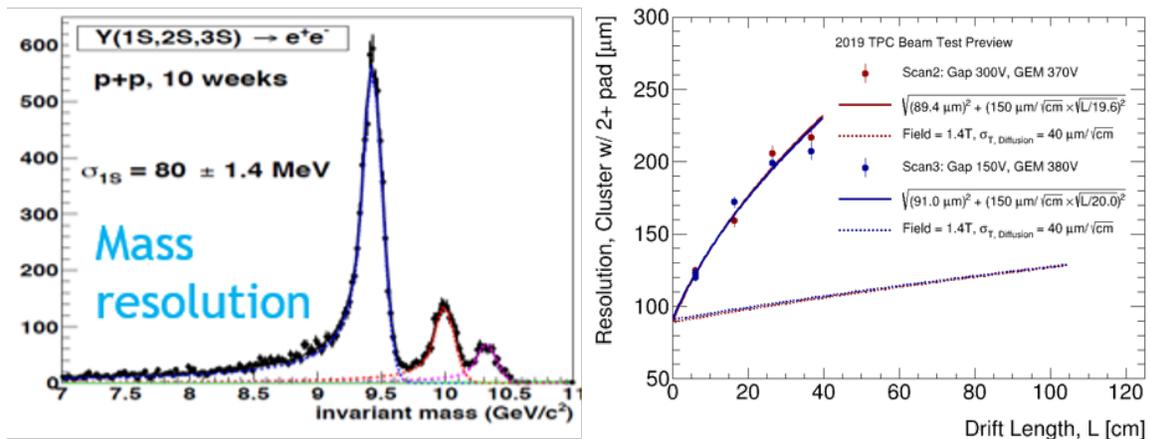 Υ(1S,2S,3S) → e⁺e⁻
p+p, 10 weeks
σ1S = 80 ± 1.4 MeV
Mass
resolution
600
500
400
300
200
100
0
7 7.5 8 8.5 9 9.5 10 10.5 11
invariant mass (GeV/c²)
Resolution, Cluster w/ 2+ pad [μm]
300
250
200
150
100
50
2019 TPC Beam Test Preview
Scan2: Gap 300V, GEM 370V
√(89.4 μm)² + (150 μm/√cm ×√L/19.6)²
Field = 1.4T, σT, Diffusion = 40 μm/√cm
Scan3: Gap 150V, GEM 380V
√(91.0 μm)² + (150 μm/√cm ×√L/20.0)²
Field = 1.4T, σT, Diffusion = 40 μm/√cm
0 20 40 60 80 100 120
Drift Length, L [cm]